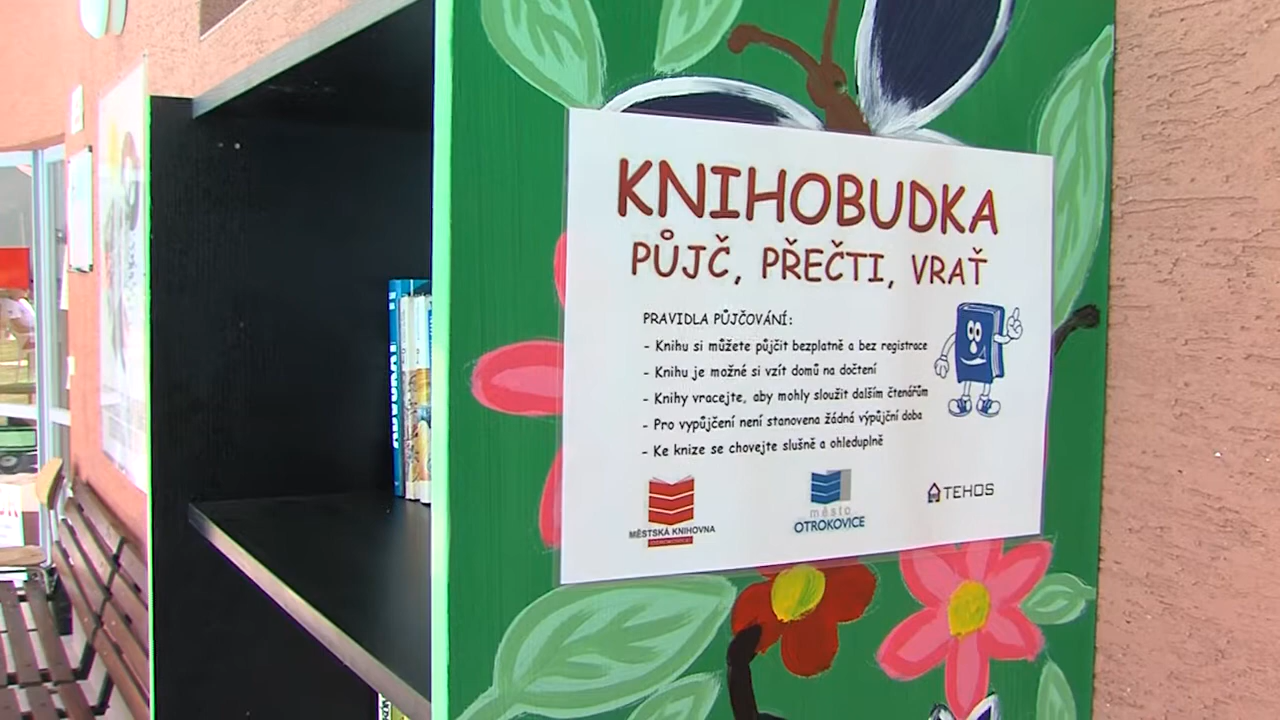 KNIHOBUDKA
PŮJČ, PŘEČTI, VRAŤ
PRAVIDLA PŮJČOVÁNÍ:
- Knihu si můžete půjčit bezplatně a bez registrace
- Knihu je možné si vzít domů na dočtení
- Knihy vracejte, aby mohly sloužit dalším čtenářům
- Pro vypůjčení není stanovena žádná výpůjční doba
- Ke knize se chovejte slušně a ohleduplně
MĚSTSKÁ KNIHOVNA
město
OTROKOVICE
TEHOS